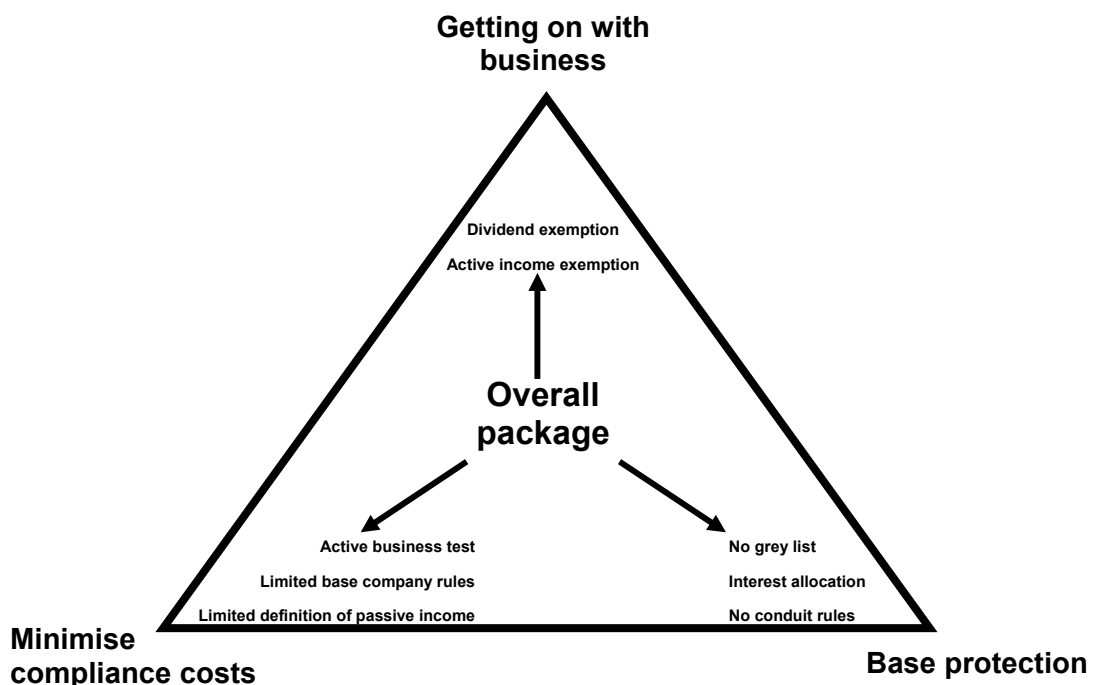 Getting on with
business
Dividend exemption
Active income exemption
Overall
package
Active business test
Limited base company rules
Limited definition of passive income
No grey list
Interest allocation
No conduit rules
Minimise
compliance costs
Base protection